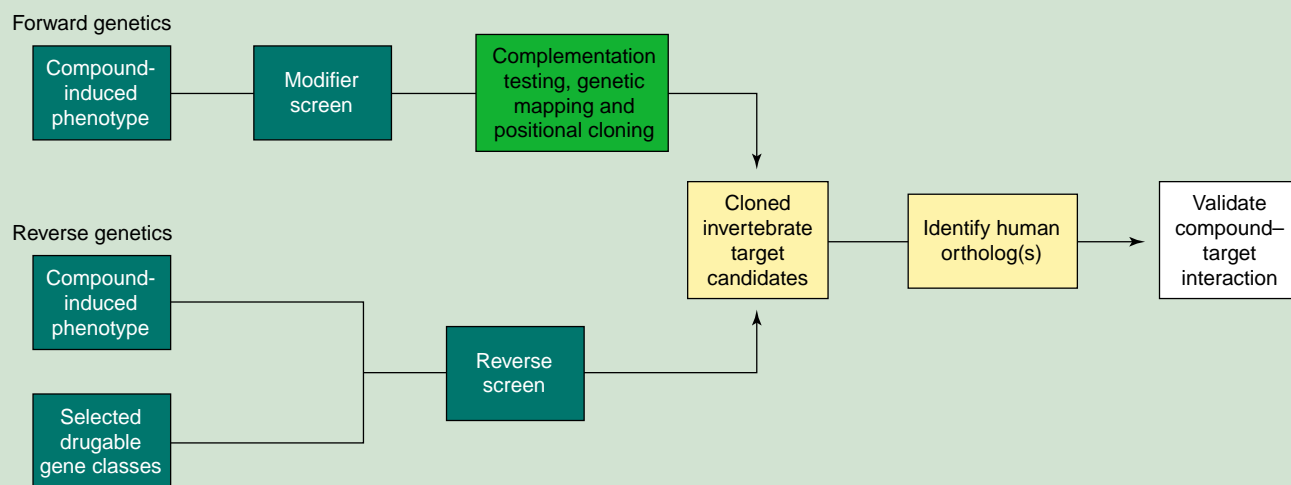 Forward genetics
Compound-
induced
phenotype
Modifier
screen
Complementation
testing, genetic
mapping and
positional cloning
Cloned
invertebrate
target
candidates
Identify human
ortholog(s)
Validate
compound–
target
interaction
Reverse genetics
Compound-
induced
phenotype
Reverse
screen
Selected
drugable
gene classes